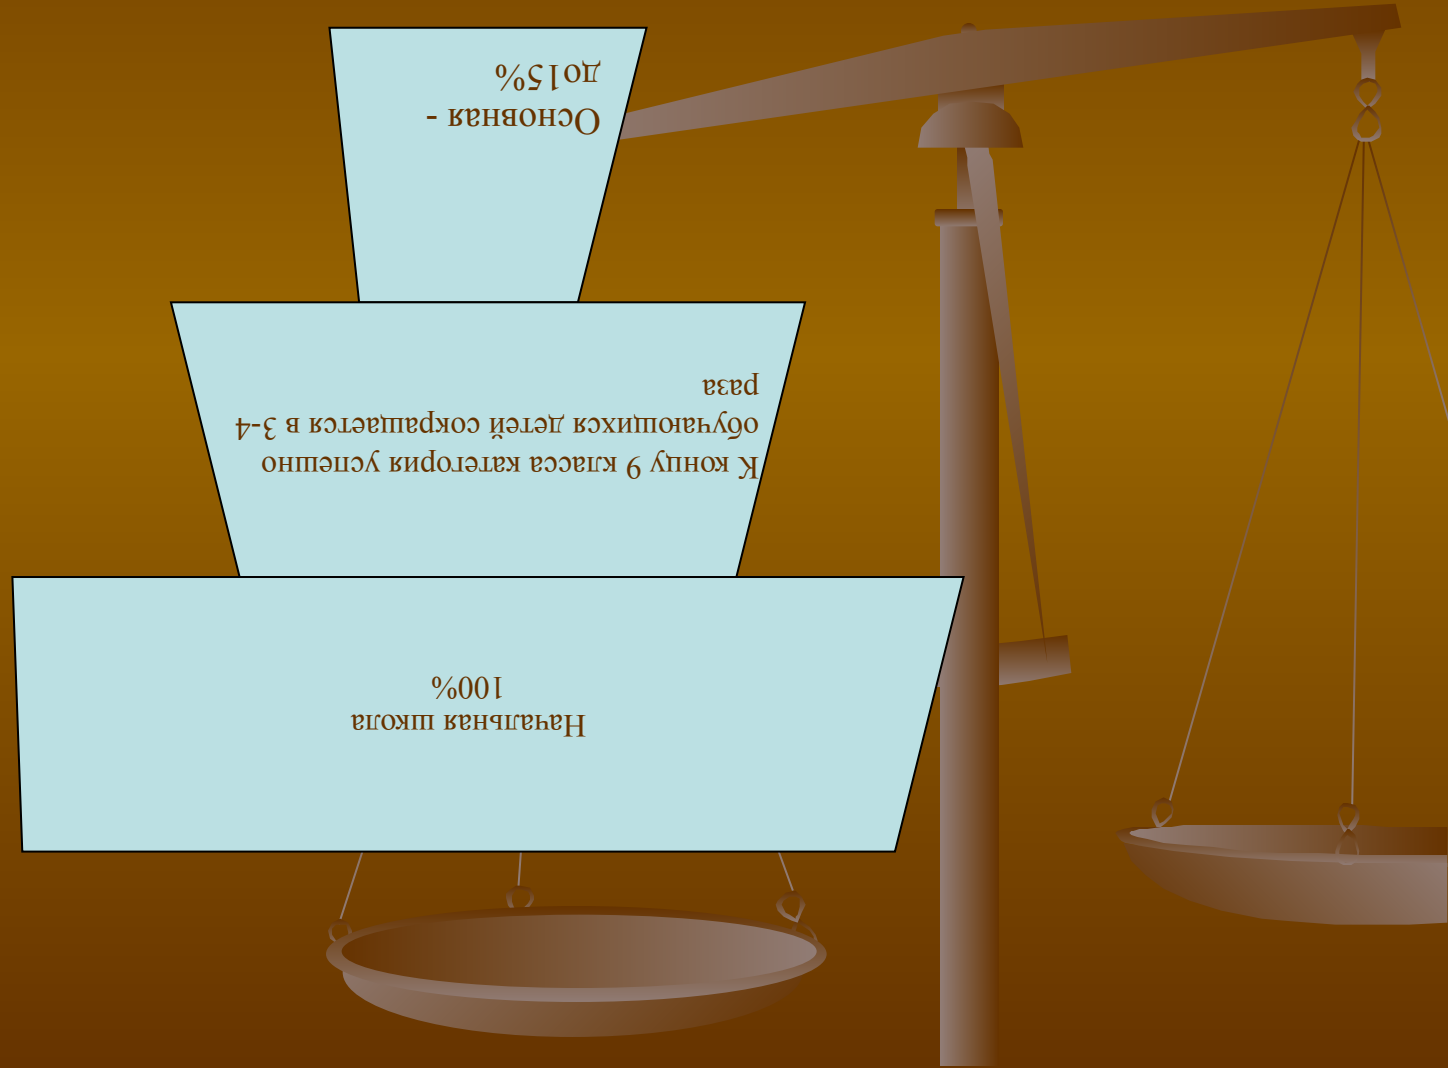 Начальная школа
100%
К концу 9 класса категория успешно
обучающихся детей сокращается в 3-4
раза
Основная -
до15%